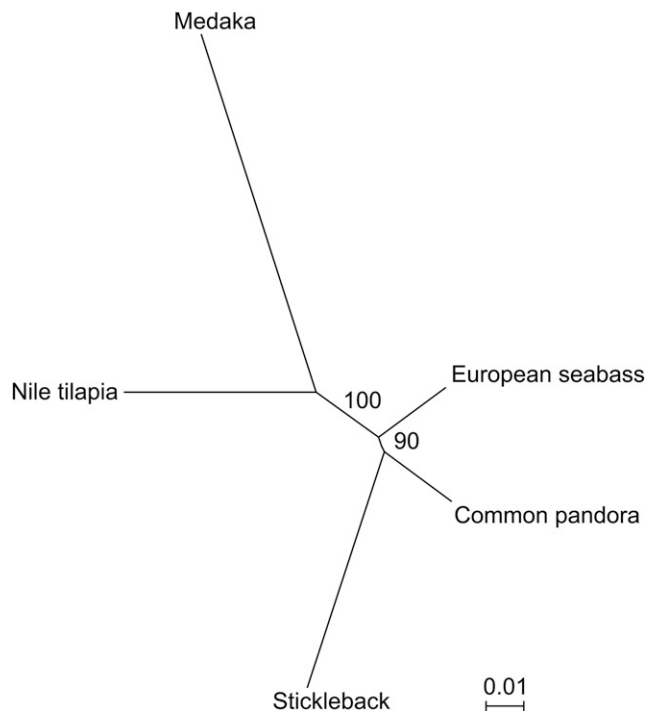 Medaka
Nile tilapia
European seabass
100
90
Common pandora
Stickleback
0.01